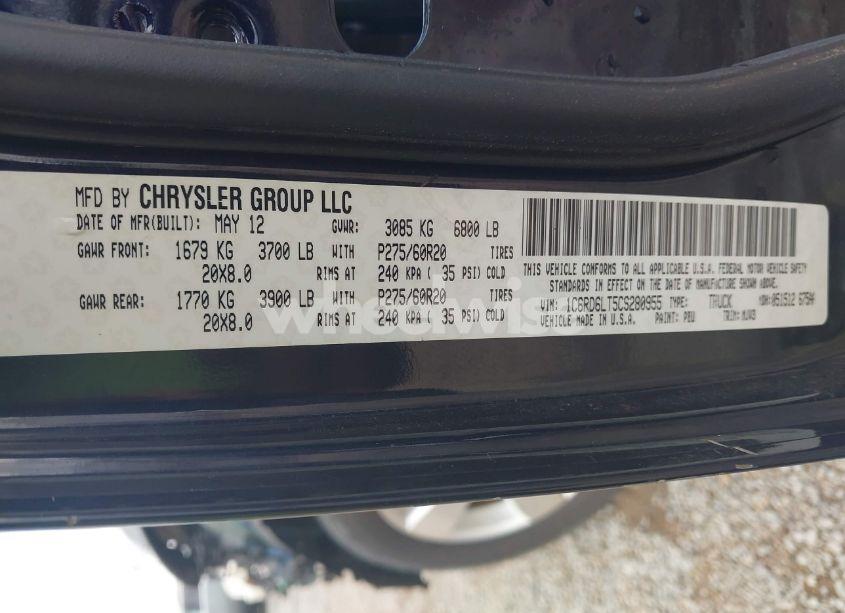 MFD BY CHRYSLER GROUP LLC
DATE OF MFR(BUILT): MAY 12 GVWR: 3085 KG 6800 LB
GAWR FRONT: 1679 KG 3700 LB WITH P275/60R20 TIRES
20X8.0 RIMS AT 240 KPA ( 35 PSI) COLD
GAWR REAR: 1770 KG 3900 LB WITH P275/60R20 TIRES
20X8.0 RIMS AT 240 KPA ( 35 PSI) COLD
THIS VEHICLE CONFORMS TO ALL APPLICABLE U.S.A. FEDERAL MOTOR VEHICLE SAFETY
STANDARDS IN EFFECT ON THE DATE OF MANUFACTURE SHOWN ABOVE.
VIN: 1C6RD6LT5CS280955 TYPE: TRUCK MDH: 051512
VEHICLE MADE IN U.S.A. PAINT: PBU TRIM: MJV9